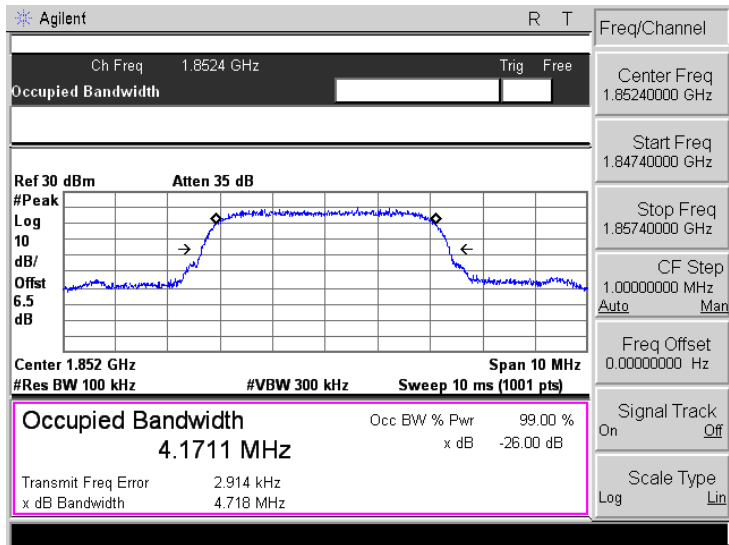 Agilent R T
Ch Freq 1.8524 GHz Trig Free
Occupied Bandwidth
Ref 30 dBm Atten 35 dB
#Peak
Log
10
dB/
Offst
6.5
dB
Center 1.852 GHz Span 10 MHz
#Res BW 100 kHz #VBW 300 kHz Sweep 10 ms (1001 pts)
Occupied Bandwidth Occ BW % Pwr 99.00 %
4.1711 MHz x dB -26.00 dB
Transmit Freq Error 2.914 kHz
x dB Bandwidth 4.718 MHz
Freq/Channel
Center Freq
1.85240000 GHz
Start Freq
1.84740000 GHz
Stop Freq
1.85740000 GHz
CF Step
1.00000000 MHz
Auto Man
Freq Offset
0.00000000 Hz
Signal Track
On Off
Scale Type
Log Lin